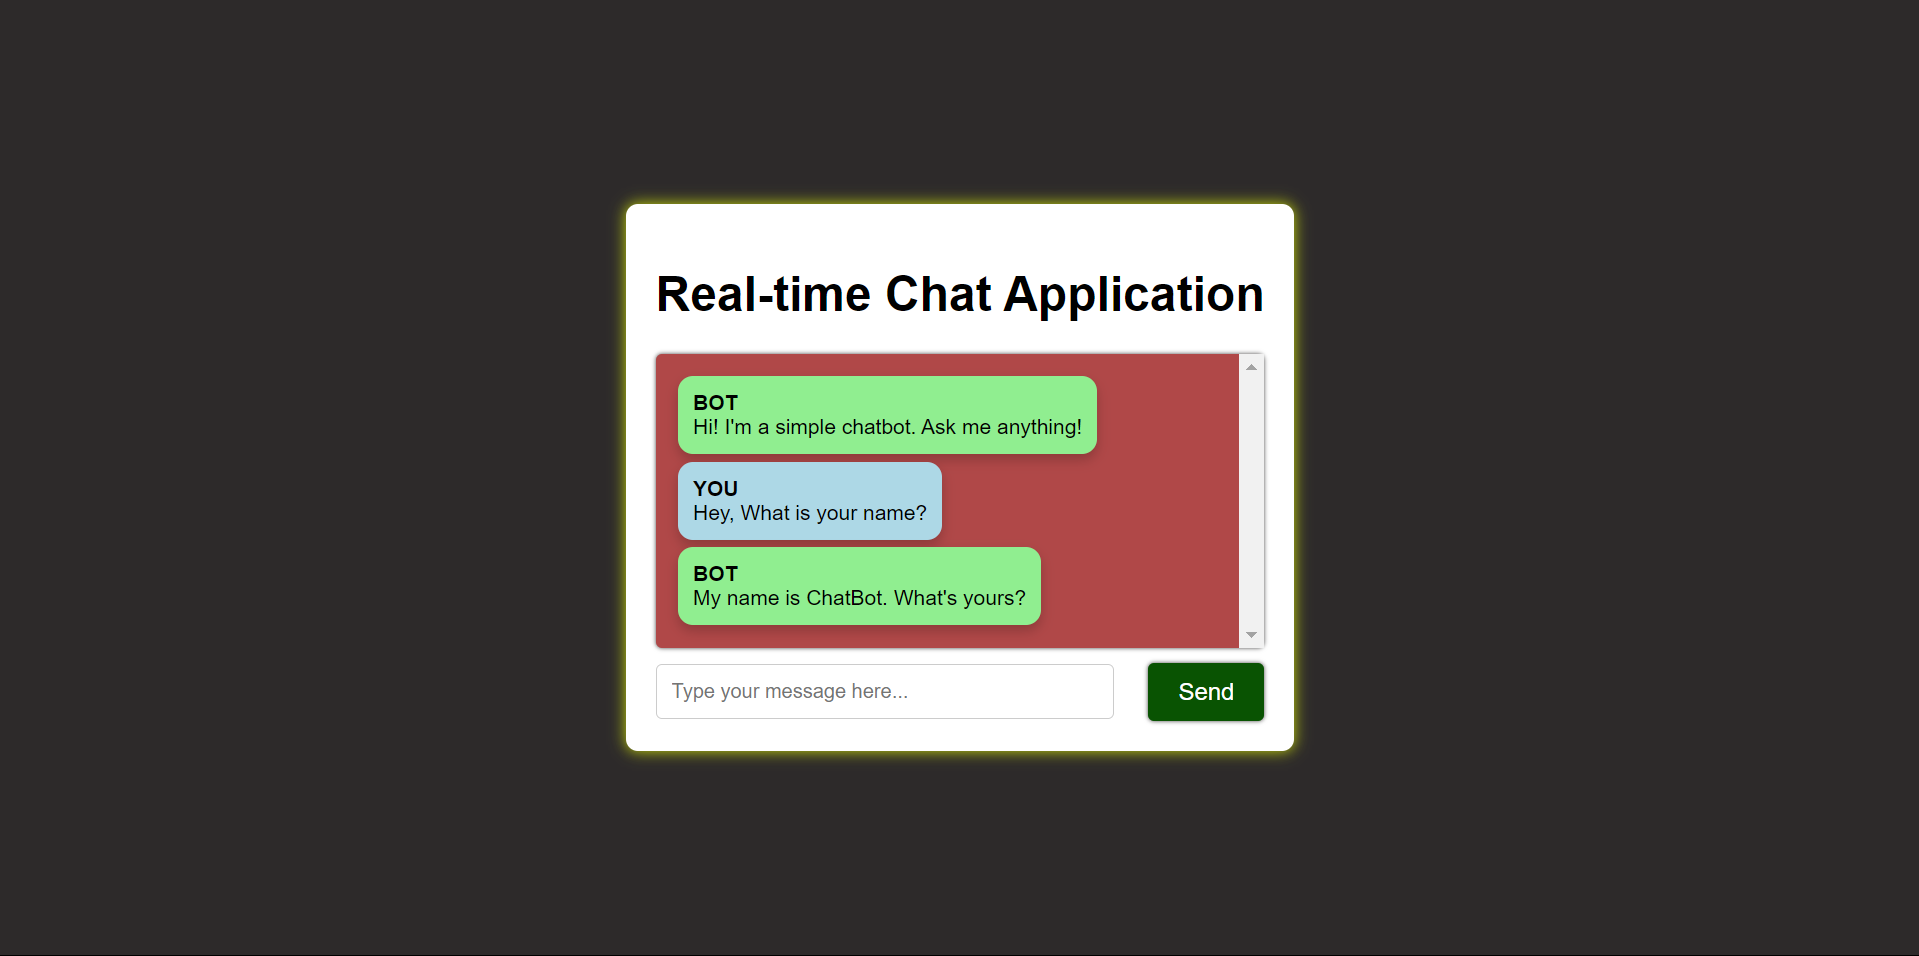 Real-time Chat Application
BOT
Hi! I'm a simple chatbot. Ask me anything!
YOU
Hey, What is your name?
BOT
My name is ChatBot. What's yours?
Type your message here...
Send